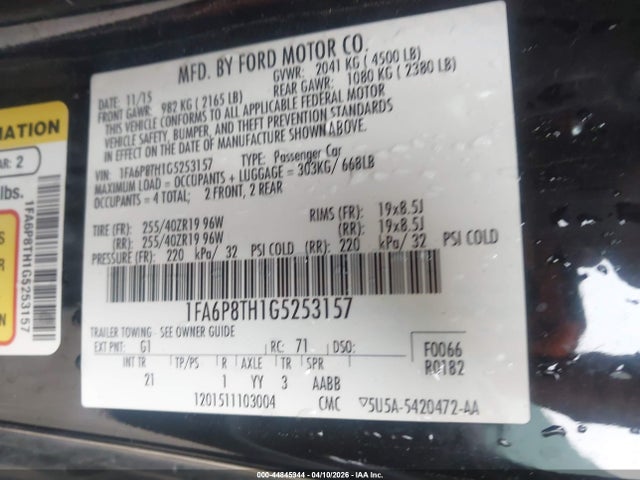 MFD. BY FORD MOTOR CO.
DATE: 11/15 GVWR: 2041 KG ( 4500 LB)
FRONT GAWR: 982 KG ( 2165 LB) REAR GAWR: 1080 KG ( 2380 LB)
THIS VEHICLE CONFORMS TO ALL APPLICABLE FEDERAL MOTOR
VEHICLE SAFETY, BUMPER, AND THEFT PREVENTION STANDARDS
IN EFFECT ON THE DATE OF MANUFACTURE SHOWN ABOVE.
VIN: 1FA6P8TH1G5253157 TYPE: Passenger Car
MAXIMUM LOAD = OCCUPANTS + LUGGAGE = 303KG/ 668LB
OCCUPANTS = 4 TOTAL; 2 FRONT, 2 REAR
TIRE (FR): 255/40ZR19 96W RIMS (FR): 19x8.5J
(RR): 255/40ZR19 96W (RR): 19x8.5J
PRESSURE (FR): 220 kPa/ 32 PSI COLD (RR): 220 kPa/ 32 PSI COLD
1FA6P8TH1G5253157
TRAILER TOWING - SEE OWNER GUIDE
EXT PNT: G1 RC: 71 DSO: F0066
INT TR TP/PS R AXLE TR SPR R0182
21 1 YY 3 AABB
1201511103004 CMC 5U5A-5420472-AA
MATION
AR: 2
lbs.
S
S
N
1FA6P8TH1G5253157
000-44845944 | 04/10/2026 | IAA Inc.